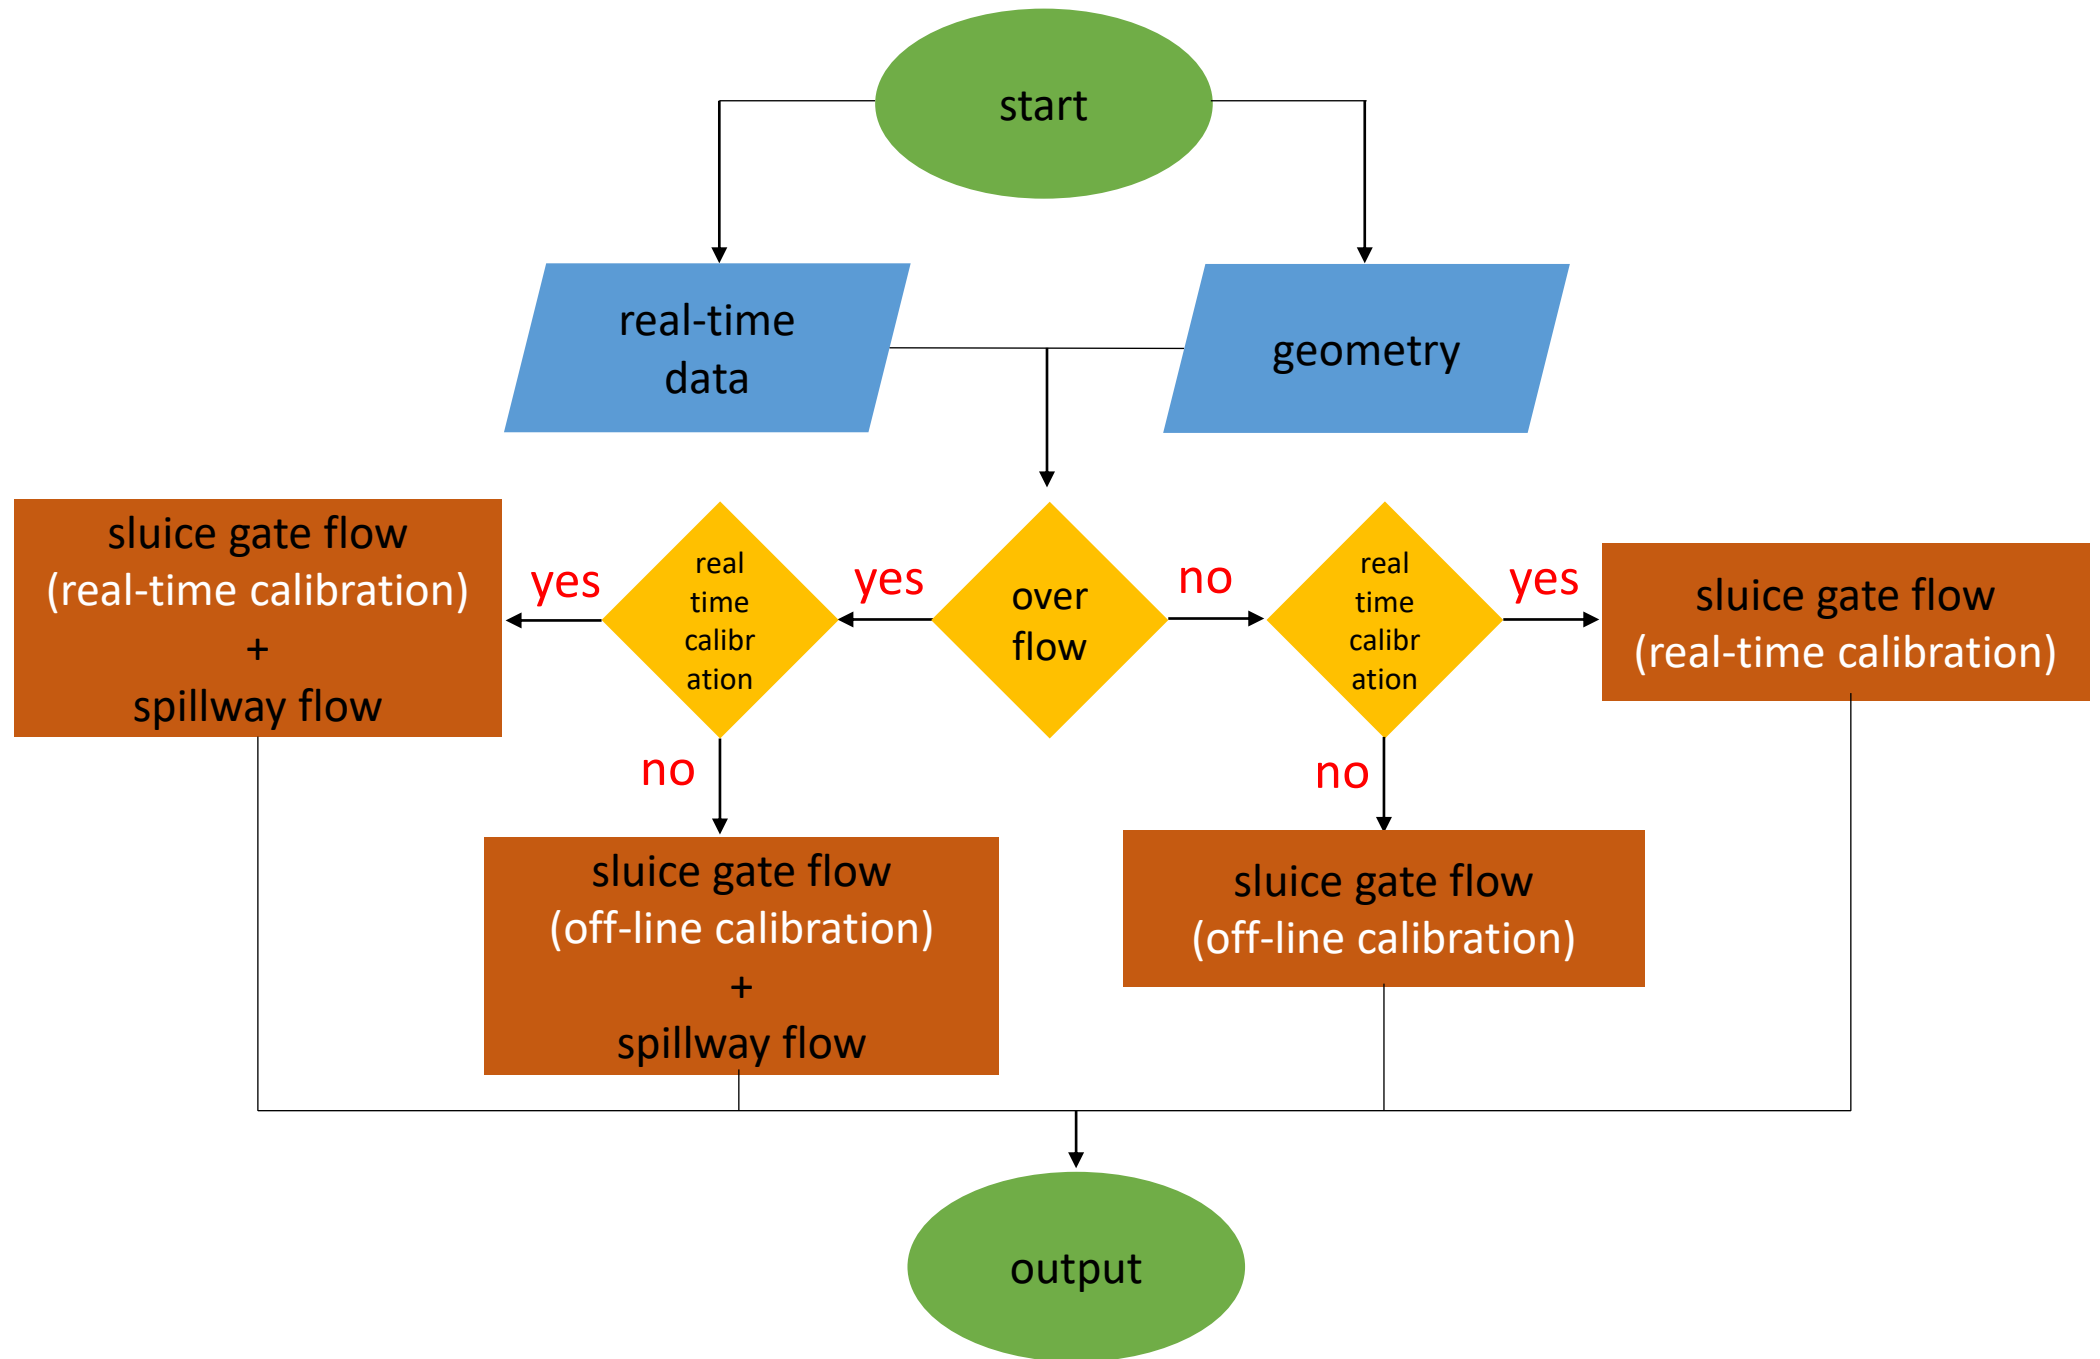 start
real-time
data
geometry
sluice gate flow
(real-time calibration)
+
spillway flow
yes
real
time
calibr
ation
yes
over
flow
no
real
time
calibr
ation
yes
sluice gate flow
(real-time calibration)
no
no
sluice gate flow
(off-line calibration)
+
spillway flow
sluice gate flow
(off-line calibration)
output